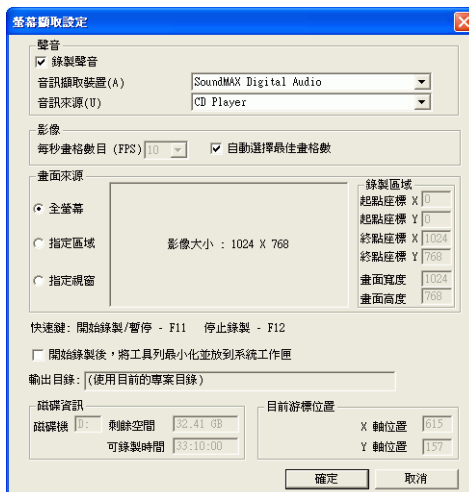 螢幕擷取設定
聲音
錄製聲音
音訊擷取裝置(A) SoundMAX Digital Audio
音訊來源(U) CD Player
影像
每秒畫格數目 (FPS) 10 自動選擇最佳畫格數
畫面來源
全螢幕
指定區域
指定視窗
影像大小 : 1024 X 768
錄製區域
起點座標 X 0
起點座標 Y 0
終點座標 X 1024
終點座標 Y 768
畫面寬度 1024
畫面高度 768
快速鍵: 開始錄製/暫停 - F11 停止錄製 - F12
開始錄製後，將工具列最小化並放到系統工作匣
輸出目錄: (使用目前的專案目錄)
磁碟資訊
磁碟機 D: 剩餘空間 32.41 GB
可錄製時間 33:10:00
目前游標位置
X 軸位置 615
Y 軸位置 157
確定 取消